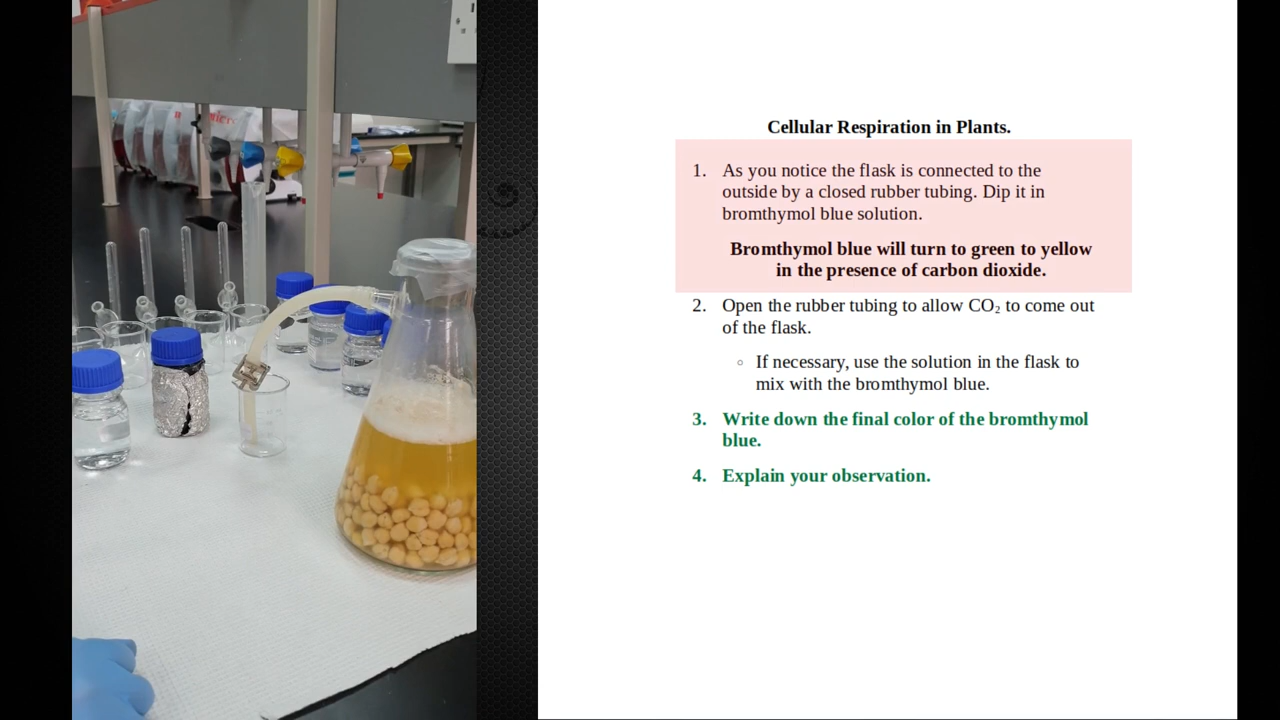 Cellular Respiration in Plants.
1. As you notice the flask is connected to the
outside by a closed rubber tubing. Dip it in
bromthymol blue solution.
Bromthymol blue will turn to green to yellow
in the presence of carbon dioxide.
2. Open the rubber tubing to allow CO₂ to come out
of the flask.
◦ If necessary, use the solution in the flask to
mix with the bromthymol blue.
3. Write down the final color of the bromthymol
blue.
4. Explain your observation.